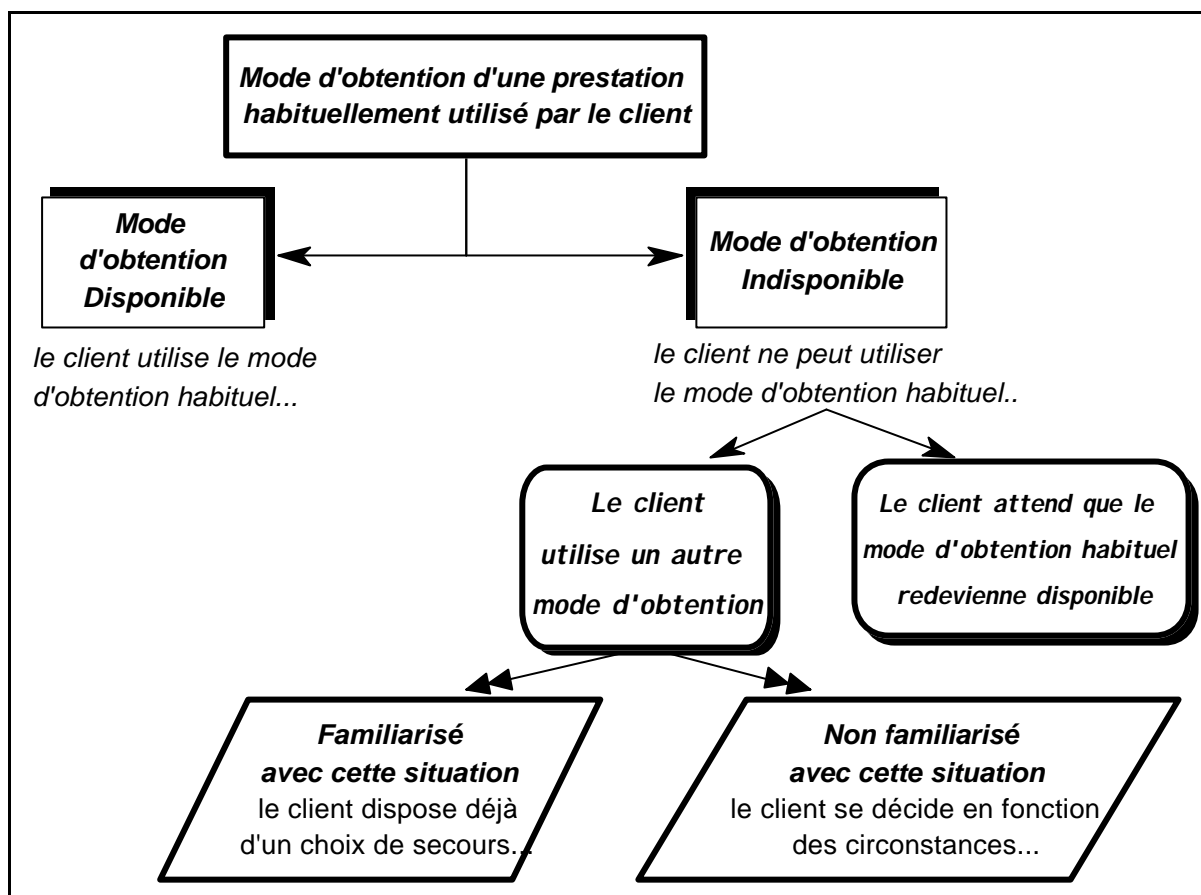 Mode d'obtention d'une prestation
habituellement utilisé par le client
Mode
d'obtention
Disponible
Mode d'obtention
Indisponible
le client utilise le mode
d'obtention habituel...
le client ne peut utiliser
le mode d'obtention habituel..
Le client
utilise un autre
mode d'obtention
Le client attend que le
mode d'obtention habituel
redevienne disponible
Familiarisé
avec cette situation
le client dispose déjà
d'un choix de secours...
Non familiarisé
avec cette situation
le client se décide en fonction
des circonstances...